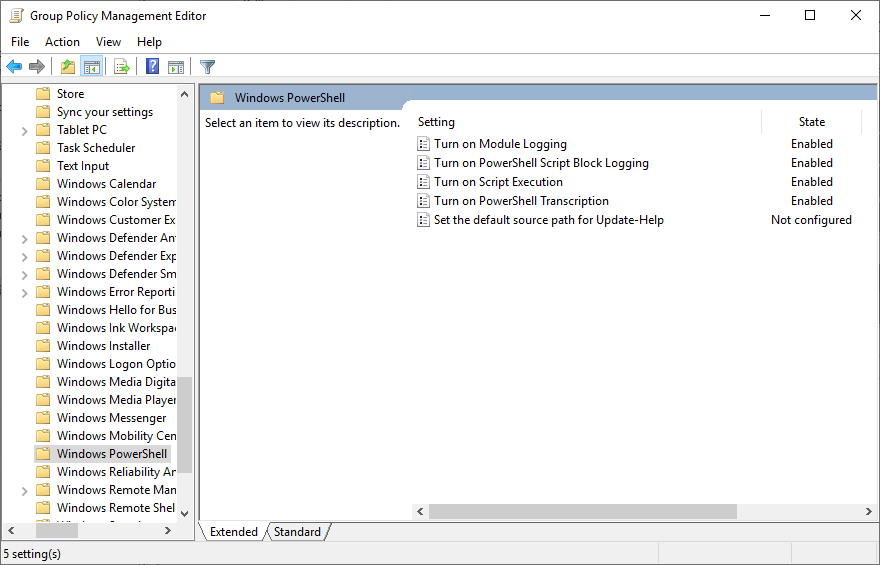 Group Policy Management Editor
File Action View Help
Store
Sync your settings
Tablet PC
Task Scheduler
Text Input
Windows Calendar
Windows Color System
Windows Customer Ex
Windows Defender Ant
Windows Defender Exp
Windows Defender Sm
Windows Error Reporti
Windows Hello for Bus
Windows Ink Workspa
Windows Installer
Windows Logon Optio
Windows Media Digita
Windows Media Player
Windows Messenger
Windows Mobility Cen
Windows PowerShell
Windows Reliability An
Windows Remote Man
Windows Remote Shel
Windows PowerShell
Select an item to view its description.
Setting State
Turn on Module Logging Enabled
Turn on PowerShell Script Block Logging Enabled
Turn on Script Execution Enabled
Turn on PowerShell Transcription Enabled
Set the default source path for Update-Help Not configured
Extended Standard
5 setting(s)